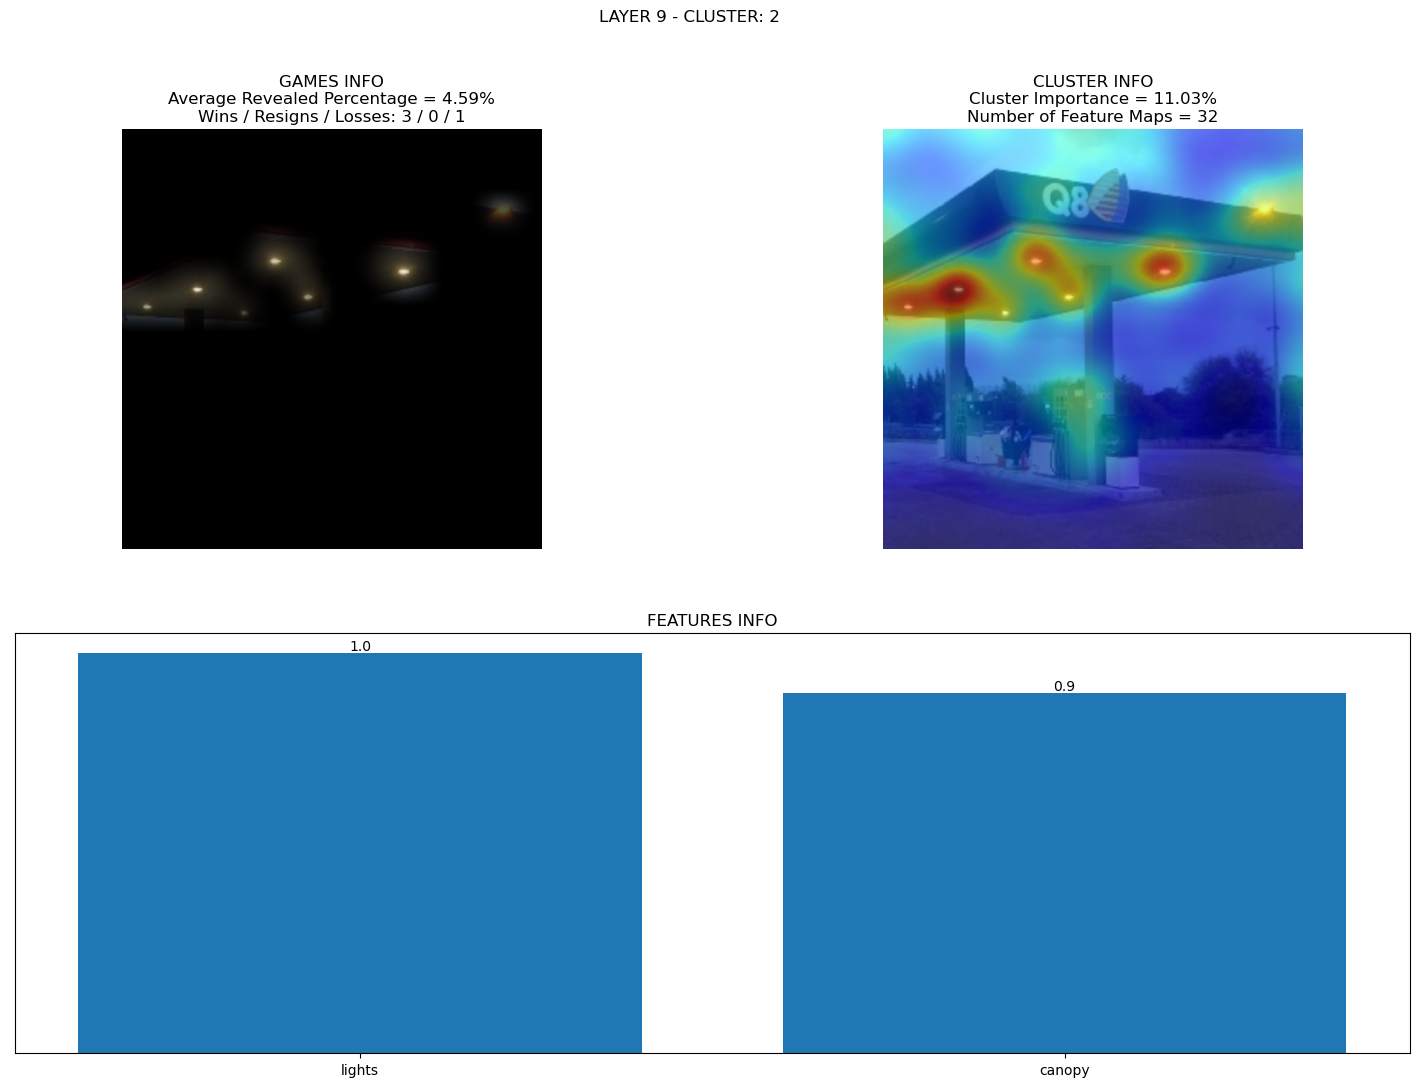 LAYER 9 - CLUSTER: 2
GAMES INFO
Average Revealed Percentage = 4.59%
Wins / Resigns / Losses: 3 / 0 / 1
CLUSTER INFO
Cluster Importance = 11.03%
Number of Feature Maps = 32
Q8
FEATURES INFO
1.0
0.9
lights
canopy